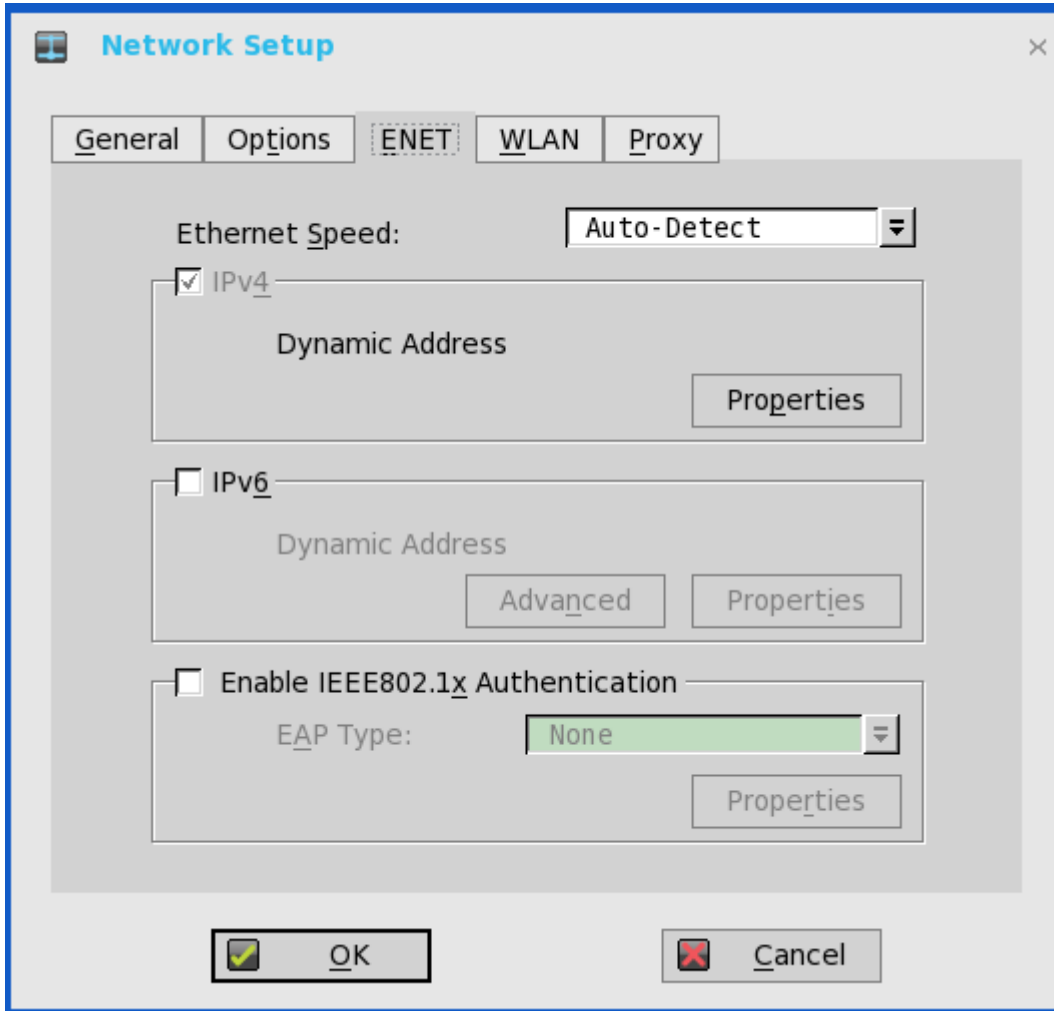 Network Setup
General Options ENET WLAN Proxy
Ethernet Speed: Auto-Detect
IPv4
Dynamic Address
Properties
IPv6
Dynamic Address
Advanced Properties
Enable IEEE802.1x Authentication
EAP Type: None
Properties
OK Cancel